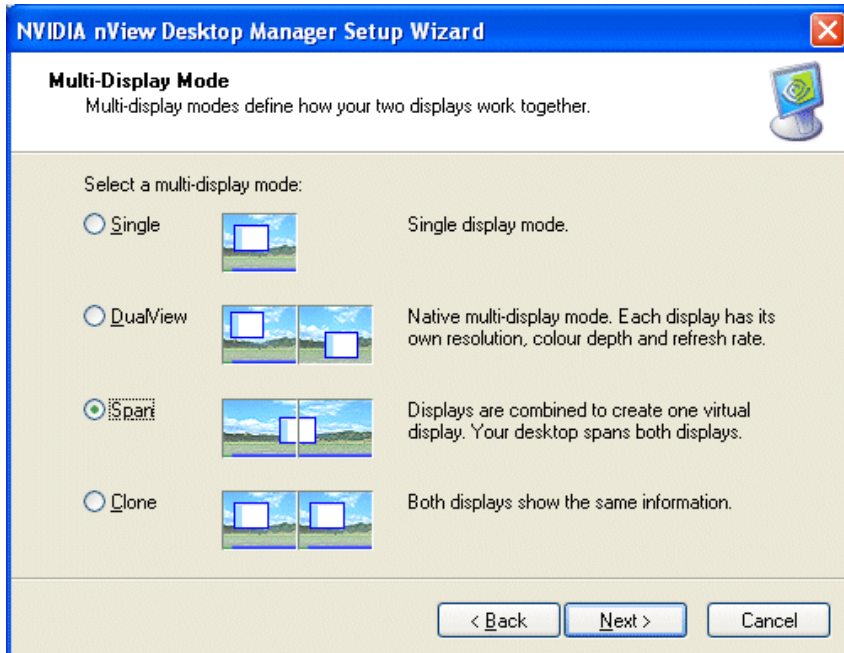 NVIDIA nView Desktop Manager Setup Wizard
Multi-Display Mode
Multi-display modes define how your two displays work together.
Select a multi-display mode:
Single
Single display mode.
DualView
Native multi-display mode. Each display has its
own resolution, colour depth and refresh rate.
Span
Displays are combined to create one virtual
display. Your desktop spans both displays.
Clone
Both displays show the same information.
< Back
Next >
Cancel